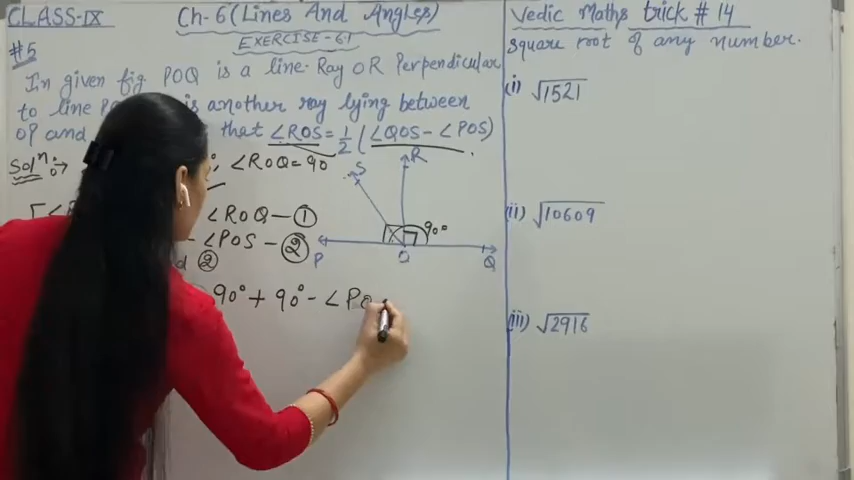 CLASS-IX
Ch-6 (Lines And Angles)
EXERCISE-6.1
#5
In given fig POQ is a line. Ray OR Perpendicular
to line P is another ray lying between
OP and that ∠ROS = 1/2 (∠QOS - ∠POS).
Solⁿ:→ ∠ROQ = 90
∠ROQ — ①
- ∠POS - ②
②
90° + 90° - ∠PO
S
R
90°
P
O
Q
Vedic Maths trick # 14
square root of any number.
(i) √1521
(ii) √10609
(iii) √2916